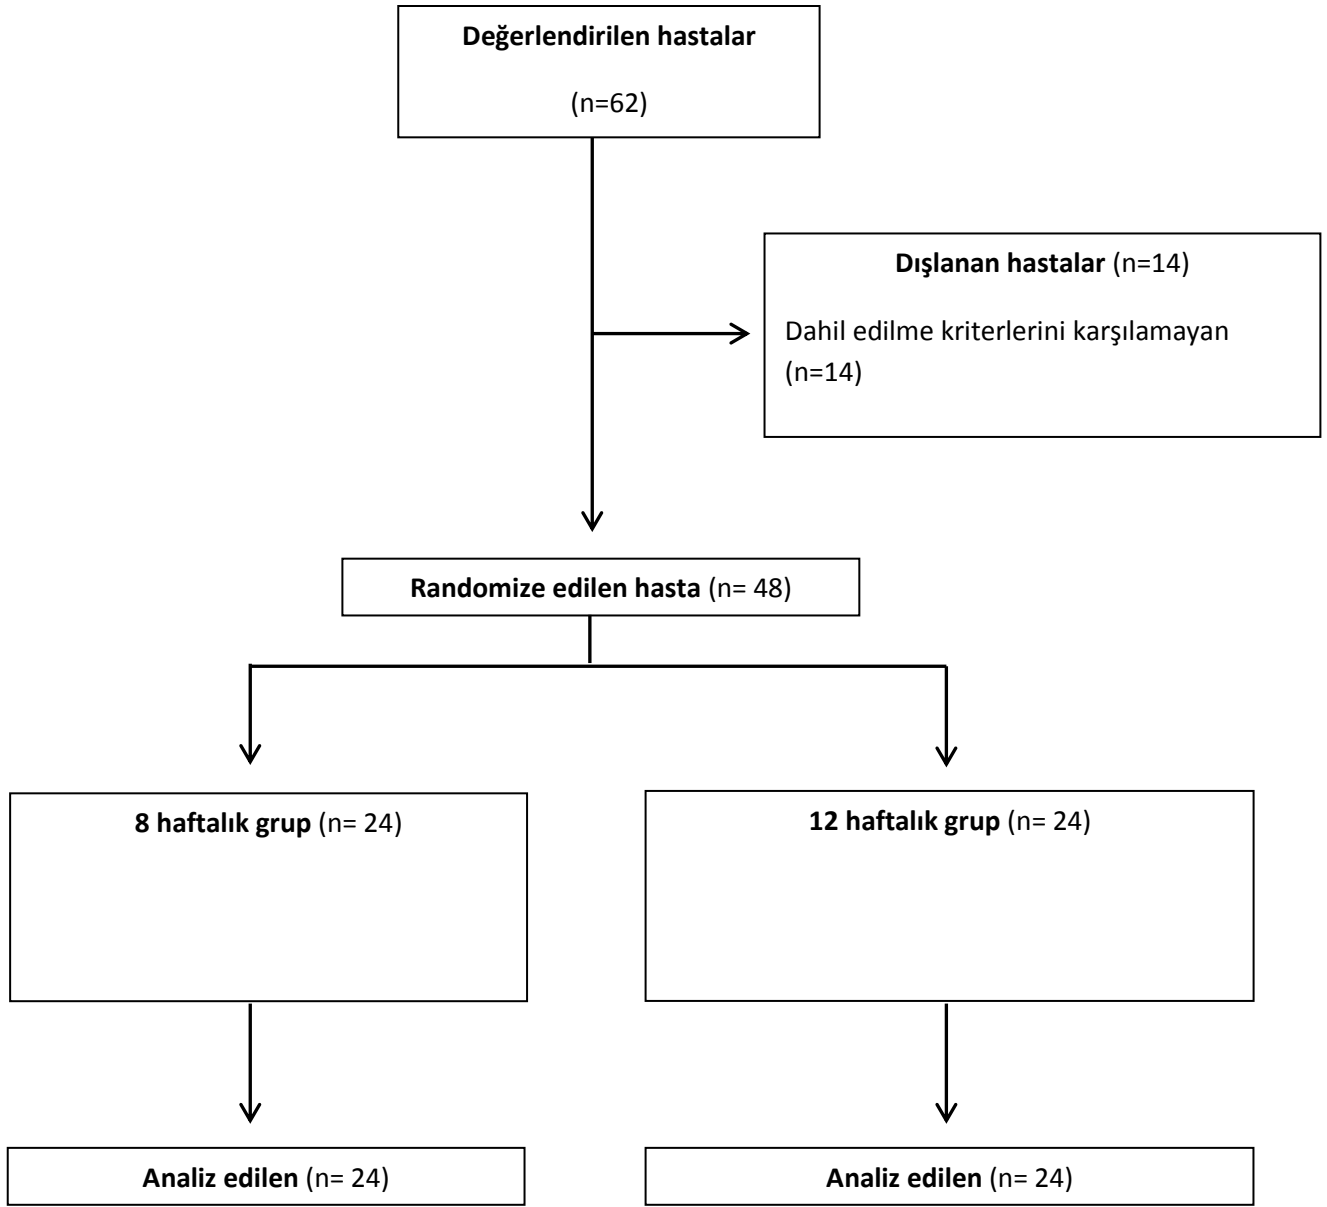 Değerlendirilen hastalar
(n=62)
Dışlanan hastalar (n=14)
Dahil edilme kriterlerini karşılamayan
(n=14)
Randomize edilen hasta (n= 48)
8 haftalık grup (n= 24)
12 haftalık grup (n= 24)
Analiz edilen (n= 24)
Analiz edilen (n= 24)